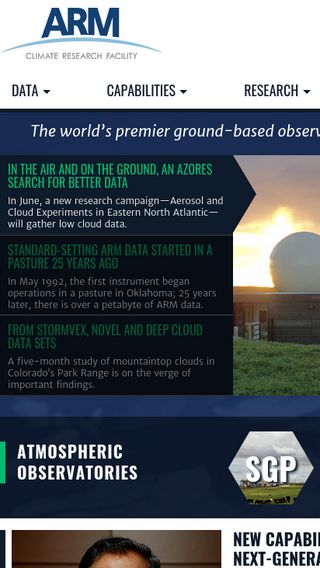 ARM
CLIMATE RESEARCH FACILITY
DATA CAPABILITIES RESEARCH
The world's premier ground-based observ
IN THE AIR AND ON THE GROUND, AN AZORES
SEARCH FOR BETTER DATA
In June, a new research campaign—Aerosol and
Cloud Experiments in Eastern North Atlantic—
will gather low cloud data.
STANDARD-SETTING ARM DATA STARTED IN A
PASTURE 25 YEARS AGO
In May 1992, the first instrument began
operations in a pasture in Oklahoma; 25 years
later, there is over a petabyte of ARM data.
FROM STORMVEX, NOVEL AND DEEP CLOUD
DATA SETS
A five-month study of mountaintop clouds in
Colorado's Park Range is on the verge of
important findings.
ATMOSPHERIC
OBSERVATORIES
SGP
NEW CAPABI
NEXT-GENERA